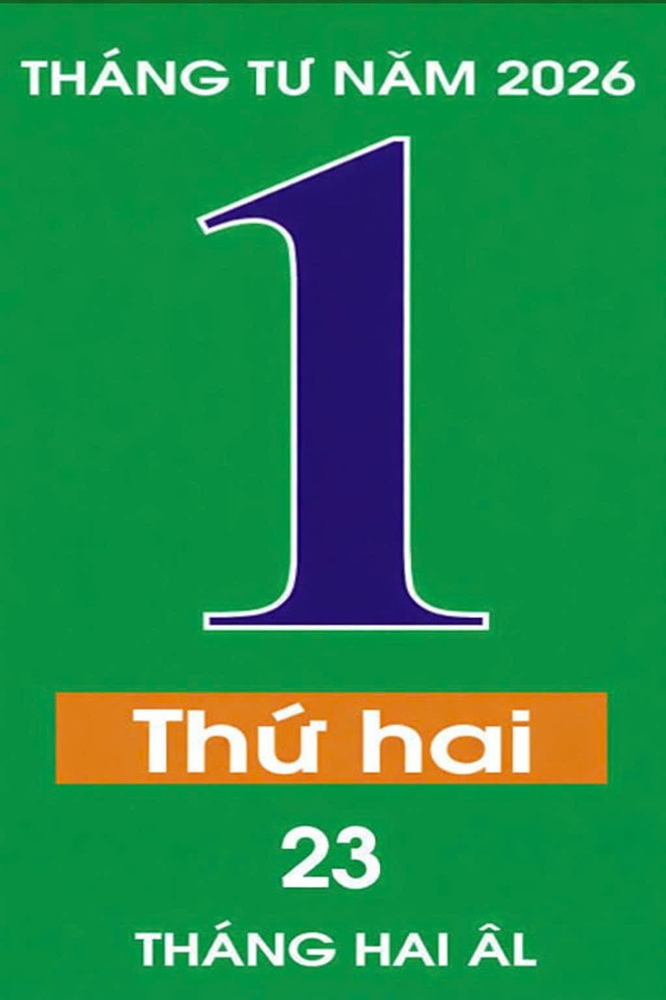 THÁNG TƯ NĂM 2026
1
Thứ hai
23
THÁNG HAI ÂL